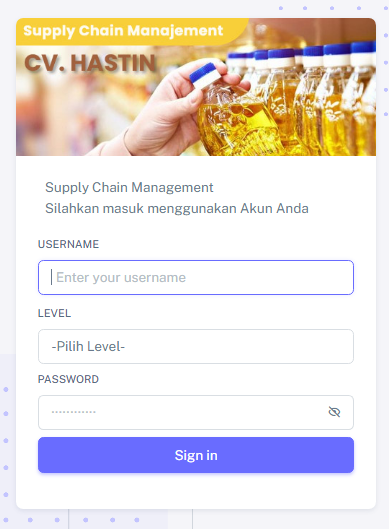 Supply Chain Manajement
CV. HASTIN
Supply Chain Management
Silahkan masuk menggunakan Akun Anda
USERNAME
Enter your username
LEVEL
-Pilih Level-
PASSWORD
············
Sign in